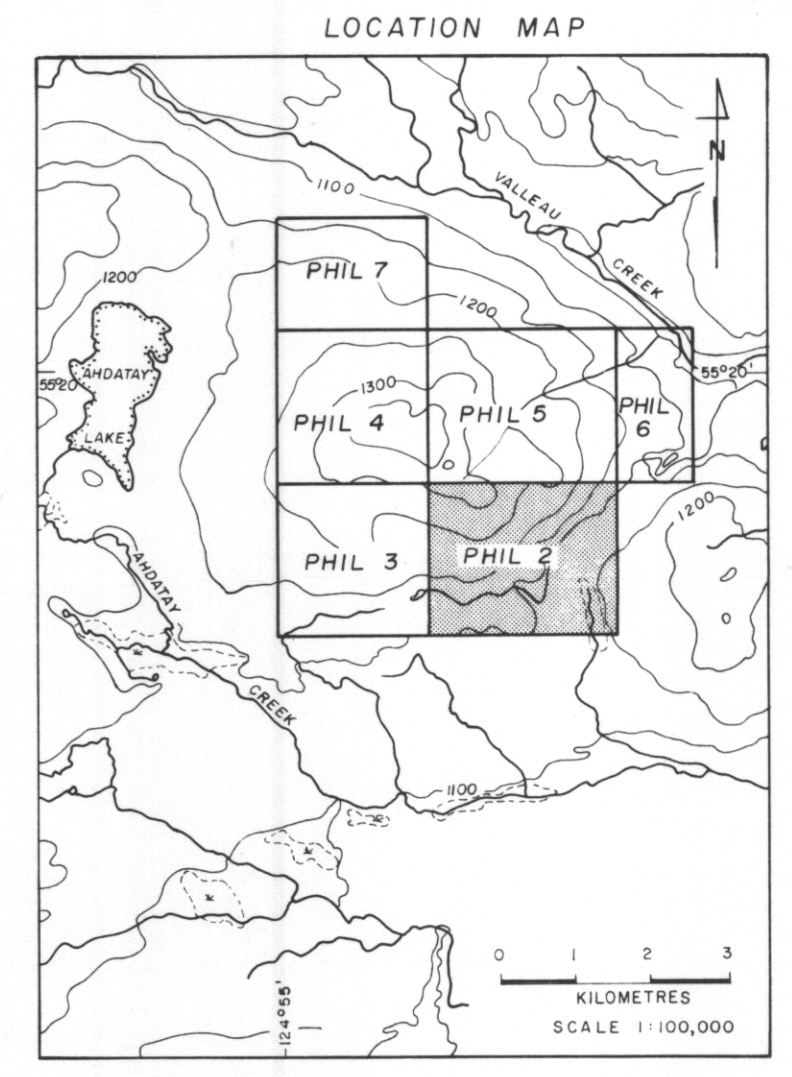 LOCATION MAP
N
VALLEAU
CREEK
1100
PHIL 7
1200
1200
AHDATAY
LAKE
55°20'
55°20'
1300
PHIL 4
PHIL 5
PHIL
6
1200
PHIL 3
PHIL 2
AHDATAY
CREEK
1100
0 1 2 3
KILOMETRES
SCALE 1:100,000
124°55'